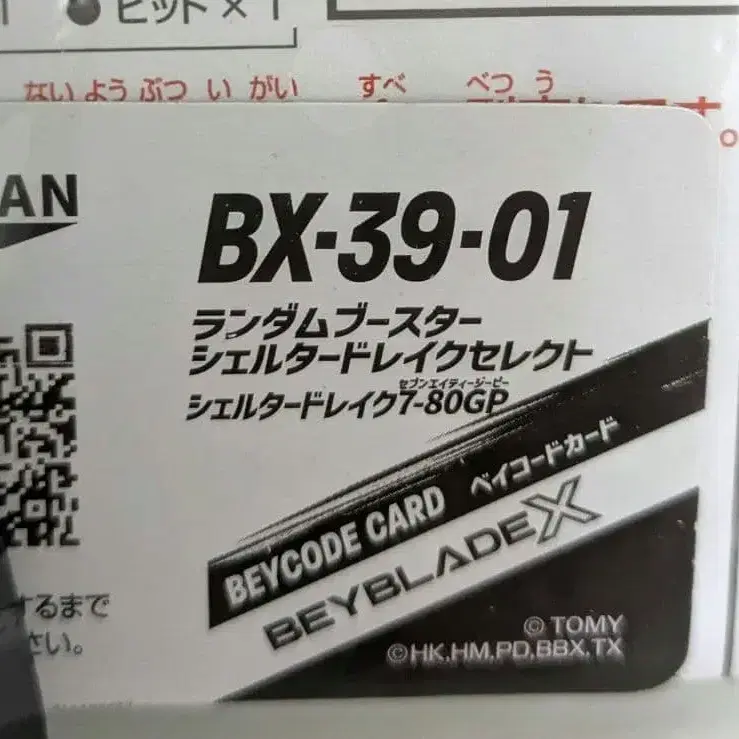 ビット×1
ない よう ぶつ い がい すべ べつ う
AN
BX-39-01
ランダムブースター
シェルタードレイクセレクト
セブンエイティージーピー
シェルタードレイク7-80GP
BEYCODE CARD ベイコードカード
BEYBLADE X
するまで
さい。
© TOMY
©HK,HM,PD,BBX,TX